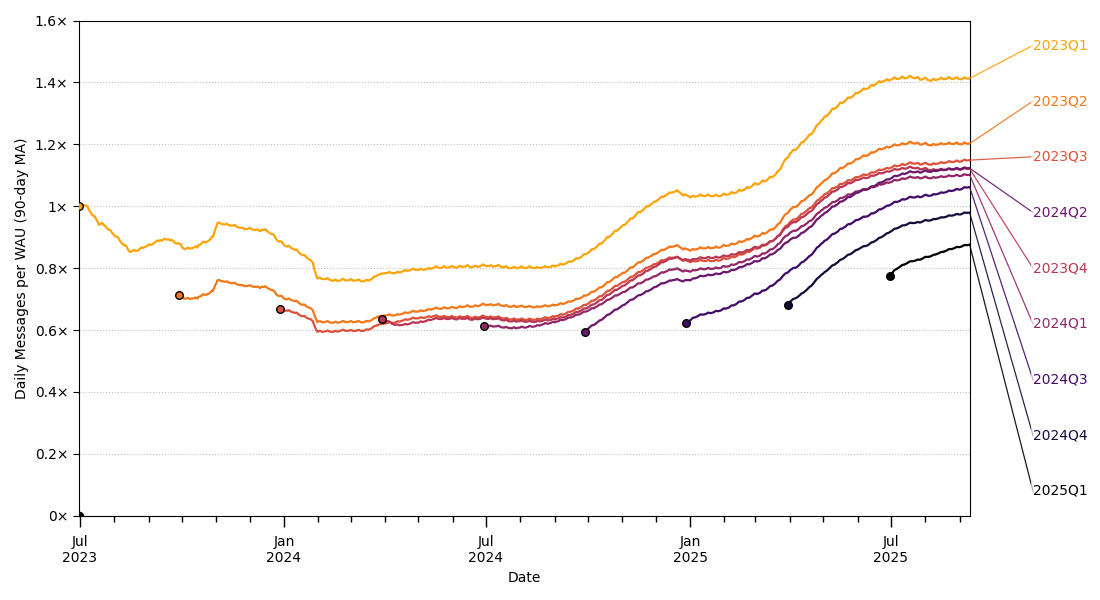 1.6×
1.4×
1.2×
1×
0.8×
0.6×
0.4×
0.2×
0×
Daily Messages per WAU (90-day MA)
Jul
2023
Jan
2024
Jul
2024
Jan
2025
Jul
2025
Date
2023Q1
2023Q2
2023Q3
2024Q2
2023Q4
2024Q1
2024Q3
2024Q4
2025Q1